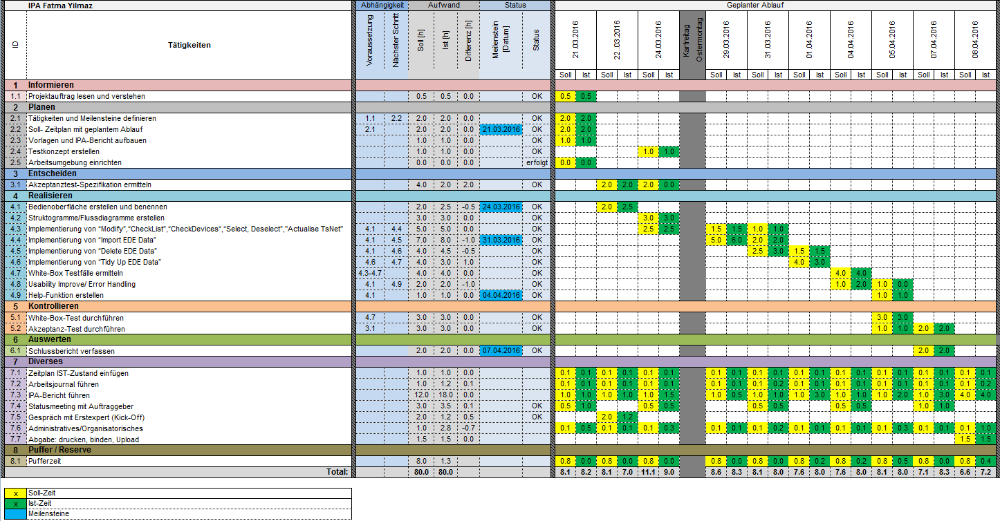 IPA Fatma Yilmaz Abhängigkeit Aufwand Status Geplanter Ablauf
ID Tätigkeiten Voraussetzung Nächster Schritt Soll [h] Ist [h] Differenz [h] Meilenstein [Datum] Status 21.03.2016 22.03.2016 24.03.2016 Karfreitag Ostermontag 29.03.2016 31.03.2016 01.04.2016 04.04.2016 05.04.2016 07.04.2016 08.04.2016
Soll Ist Soll Ist Soll Ist Soll Ist Soll Ist Soll Ist Soll Ist Soll Ist Soll Ist Soll Ist
1 Informieren
1.1 Projektauftrag lesen und verstehen 0.5 0.5 0.0 OK 0.5 0.5
2 Planen
2.1 Tätigkeiten und Meilensteine definieren 1.1 2.2 2.0 2.0 0.0 OK 2.0 2.0
2.2 Soll- Zeitplan mit geplantem Ablauf 2.1 2.0 2.0 0.0 21.03.2016 OK 2.0 2.0
2.3 Vorlagen und IPA-Bericht aufbauen 1.0 1.0 0.0 OK 1.0 1.0
2.4 Testkonzept erstellen 1.0 1.0 0.0 OK 1.0 1.0
2.5 Arbeitsumgebung einrichten 0.0 0.0 0.0 erfolgt 0.0 0.0
3 Entscheiden
3.1 Akzeptanztest-Spezifikation ermitteln 4.0 2.0 2.0 OK 2.0 2.0 2.0 0.0
4 Realisieren
4.1 Bedienoberfläche erstellen und benennen 2.0 2.5 -0.5 24.03.2016 OK 2.0 2.5
4.2 Struktogramme/Flussdiagramme erstellen 3.0 3.0 0.0 OK 3.0 3.0
4.3 Implementierung von “Modify”,“CheckList”,“CheckDevices“,“Select, Deselect”,”Actualise TsNet” 4.1 4.4 5.0 5.0 0.0 OK 2.5 2.5 1.5 1.5 1.0 1.0
4.4 Implementierung von “Import EDE Data” 4.1 4.5 7.0 8.0 -1.0 31.03.2016 OK 5.0 6.0 2.0 2.0
4.5 Implementierung von “Delete EDE Data” 4.1 4.6 4.0 4.5 -0.5 OK 2.5 3.0 1.5 1.5
4.6 Implementierung von “Tidy Up EDE Data” 4.6 4.7 4.0 3.0 1.0 OK 4.0 3.0
4.7 White-Box Testfälle ermitteln 4.3-4.7 4.0 4.0 0.0 OK 4.0 4.0
4.8 Usability Improve/ Error Handling 4.1 4.9 2.0 2.0 -1.0 OK 1.0 2.0 1.0 0.0
4.9 Help-Funktion erstellen 4.1 1.0 1.0 0.0 04.04.2016 OK 1.0 1.0
5 Kontrollieren
5.1 White-Box-Test durchführen 4.7 3.0 3.0 0.0 OK 3.0 3.0
5.2 Akzeptanz-Test durchführen 3.1 3.0 3.0 0.0 OK 1.0 1.0 2.0 2.0
6 Auswerten
6.1 Schlussbericht verfassen 2.0 2.0 0.0 07.04.2016 OK 2.0 2.0
7 Diverses
7.1 Zeitplan IST-Zustand einfügen 1.0 1.0 0.0 0.1 0.1 0.1 0.1 0.1 0.1 0.1 0.1 0.1 0.1 0.1 0.1 0.1 0.1 0.1 0.1 0.1 0.1 0.1 0.1
7.2 Arbeitsjournal führen 1.0 1.2 0.1 0.1 0.1 0.1 0.1 0.1 0.1 0.1 0.1 0.1 0.2 0.1 0.1 0.1 0.1 0.1 0.1 0.1 0.1 0.1 0.2
7.3 IPA-Bericht führen 12.0 18.0 0.0 1.0 1.0 1.0 1.0 1.0 1.5 1.0 0.5 1.0 1.0 1.0 3.0 1.0 1.0 1.0 2.0 1.0 3.0 4.0 4.0
7.4 Statusmeeting mit Auftraggeber 3.0 3.5 0.1 OK 0.5 1.0 0.5 0.5 0.5 0.5 0.5 0.5 1.0 1.0
7.5 Gespräch mit Erstexpert (Kick-Off) 2.0 1.2 0.5 OK 2.0 1.2
7.6 Administratives/Organisatorisches 1.0 2.8 -0.7 0.1 0.5 0.1 0.1 0.1 0.3 0.1 0.1 0.1 0.2 0.1 0.1 0.1 0.1 0.1 0.3 0.1 0.1 0.1 1.0
7.7 Abgabe: drucken, binden, Upload 1.5 1.5 0.0 1.5 1.5
8 Puffer / Reserve
8.1 Pufferzeit 8.0 1.3 0.8 0.0 0.8 0.0 0.8 0.0 0.8 0.0 0.8 0.0 0.8 0.2 0.8 0.2 0.8 0.5 0.8 0.0 0.8 0.4
Total: 80.0 80.0 8.1 8.2 8.1 7.0 11.1 9.0 8.6 8.3 8.1 8.0 7.6 8.0 7.6 8.0 8.1 8.0 7.1 8.3 6.6 7.2
x Soll-Zeit
x Ist-Zeit
Meilensteine